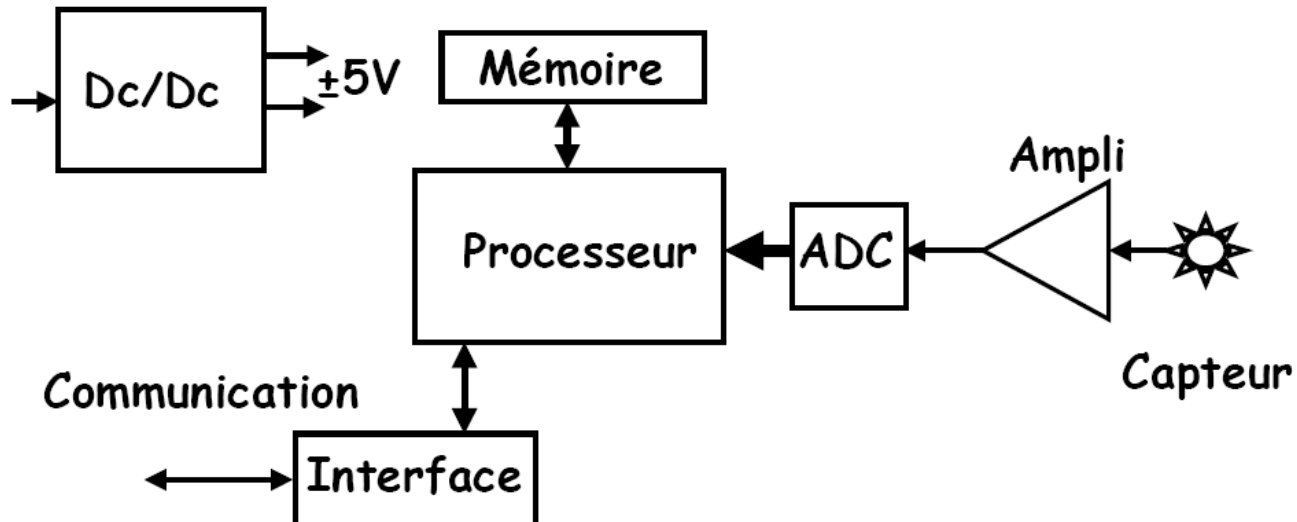 Dc/Dc
±5V
Mémoire
Ampli
Processeur
ADC
Capteur
Communication
Interface